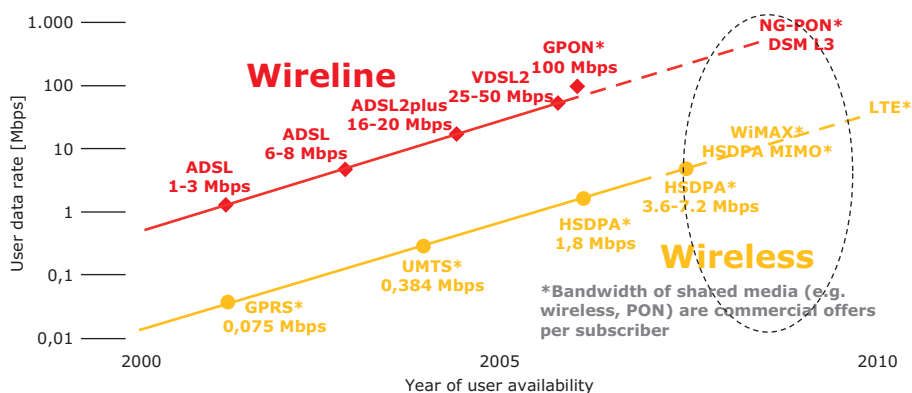 1.000
100
10
1
0,1
0,01
User data rate [Mbps]
Wireline
ADSL
1-3 Mbps
ADSL
6-8 Mbps
ADSL2plus
16-20 Mbps
VDSL2
25-50 Mbps
GPON*
100 Mbps
NG-PON*
DSM L3
LTE*
WiMAX*
HSDPA MIMO*
HSDPA*
3.6-7.2 Mbps
HSDPA*
1,8 Mbps
UMTS*
0,384 Mbps
GPRS*
0,075 Mbps
Wireless
*Bandwidth of shared media (e.g.
wireless, PON) are commercial offers
per subscriber
2000
2005
2010
Year of user availability